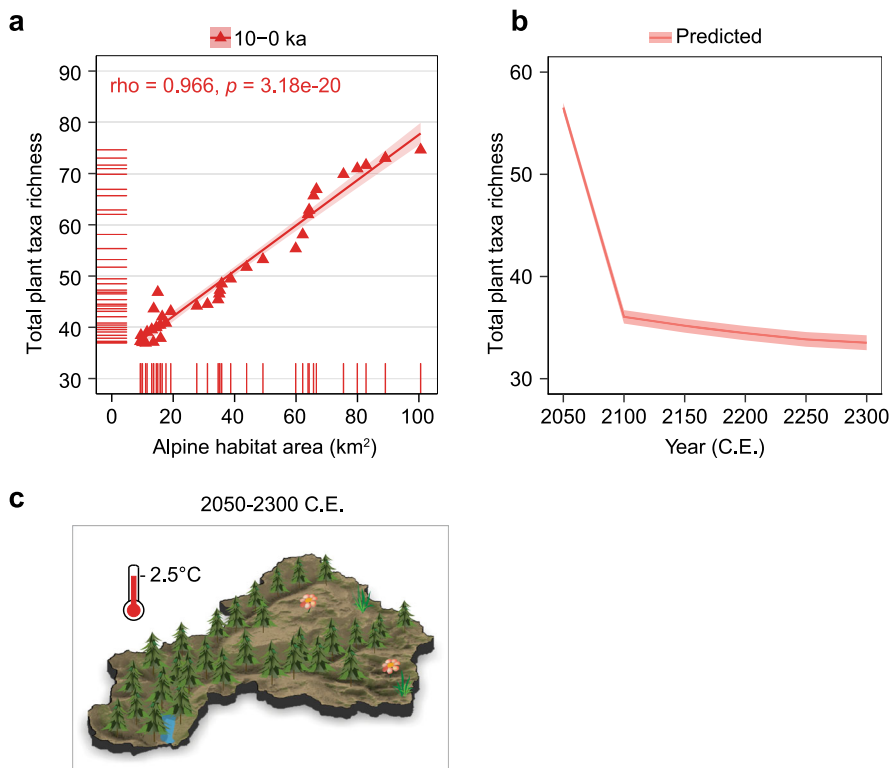 a
10−0 ka
rho = 0.966, p = 3.18e-20
Total plant taxa richness
90
80
70
60
50
40
30
0 20 40 60 80 100
Alpine habitat area (km²)
b
Predicted
Total plant taxa richness
60
50
40
30
2050 2100 2150 2200 2250 2300
Year (C.E.)
c
2050-2300 C.E.
2.5°C